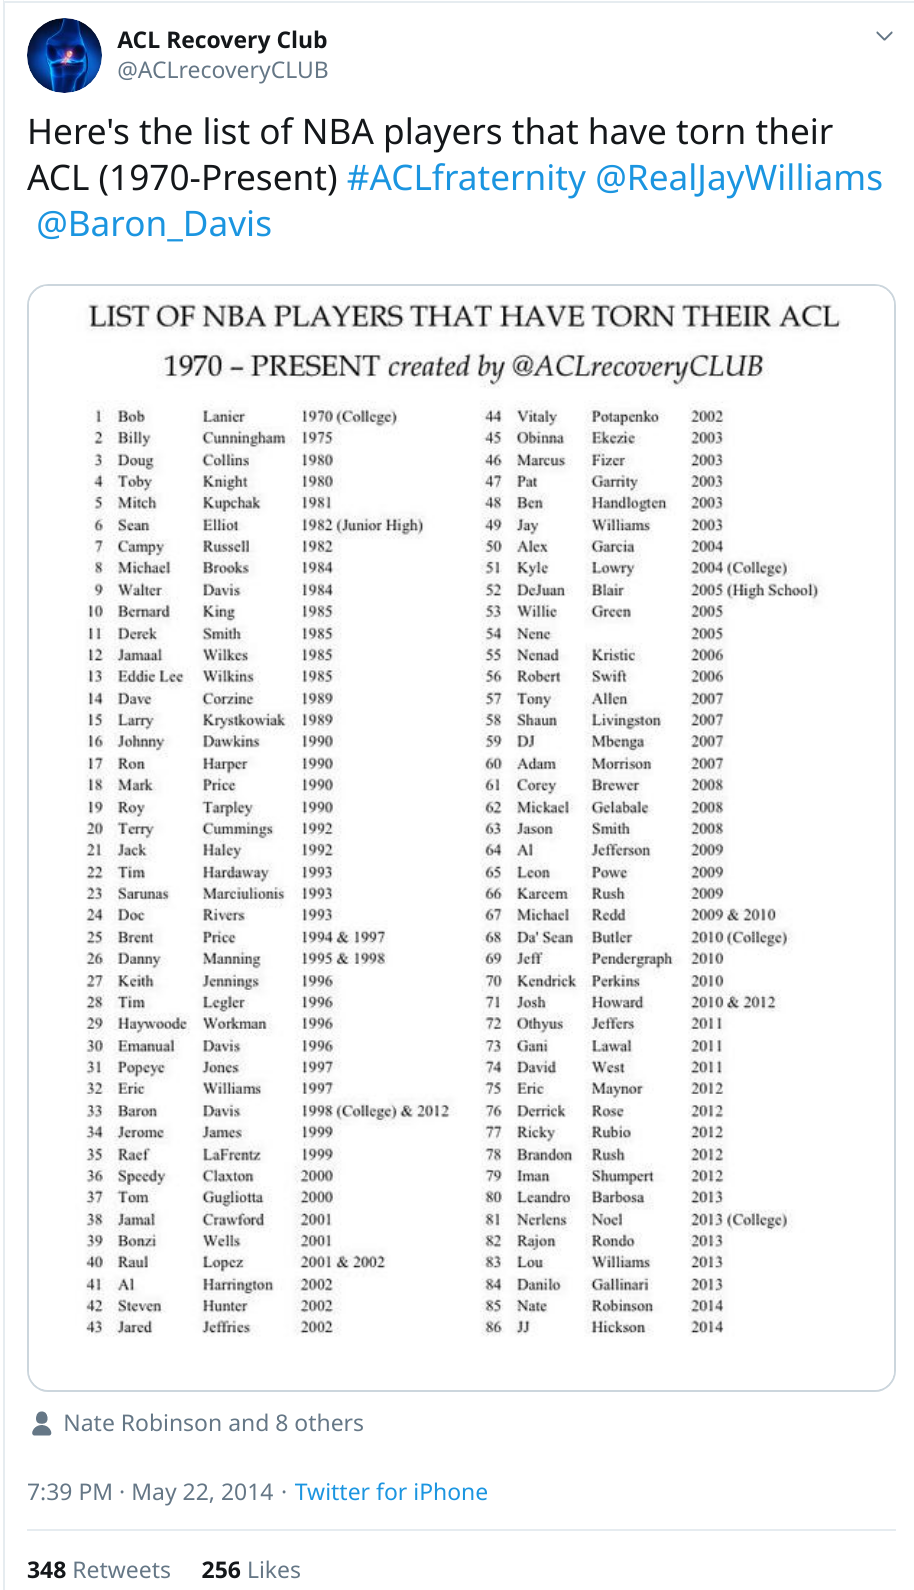 ACL Recovery Club
@ACLrecoveryCLUB
Here's the list of NBA players that have torn their
ACL (1970-Present) #ACLfraternity @RealJayWilliams
@Baron_Davis
LIST OF NBA PLAYERS THAT HAVE TORN THEIR ACL
1970 – PRESENT created by @ACLrecoveryCLUB
1 Bob Lanier 1970 (College)
2 Billy Cunningham 1975
3 Doug Collins 1980
4 Toby Knight 1980
5 Mitch Kupchak 1981
6 Sean Elliot 1982 (Junior High)
7 Campy Russell 1982
8 Michael Brooks 1984
9 Walter Davis 1984
10 Bernard King 1985
11 Derek Smith 1985
12 Jamaal Wilkes 1985
13 Eddie Lee Wilkins 1985
14 Dave Corzine 1989
15 Larry Krystkowiak 1989
16 Johnny Dawkins 1990
17 Ron Harper 1990
18 Mark Price 1990
19 Roy Tarpley 1990
20 Terry Cummings 1992
21 Jack Haley 1992
22 Tim Hardaway 1993
23 Sarunas Marciulionis 1993
24 Doc Rivers 1993
25 Brent Price 1994 & 1997
26 Danny Manning 1995 & 1998
27 Keith Jennings 1996
28 Tim Legler 1996
29 Haywoode Workman 1996
30 Emanual Davis 1996
31 Popeye Jones 1997
32 Eric Williams 1997
33 Baron Davis 1998 (College) & 2012
34 Jerome James 1999
35 Raef LaFrentz 1999
36 Speedy Claxton 2000
37 Tom Gugliotta 2000
38 Jamal Crawford 2001
39 Bonzi Wells 2001
40 Raul Lopez 2001 & 2002
41 Al Harrington 2002
42 Steven Hunter 2002
43 Jared Jeffries 2002
44 Vitaly Potapenko 2002
45 Obinna Ekezie 2003
46 Marcus Fizer 2003
47 Pat Garrity 2003
48 Ben Handlogten 2003
49 Jay Williams 2003
50 Alex Garcia 2004
51 Kyle Lowry 2004 (College)
52 DeJuan Blair 2005 (High School)
53 Willie Green 2005
54 Nene 2005
55 Nenad Kristic 2006
56 Robert Swift 2006
57 Tony Allen 2007
58 Shaun Livingston 2007
59 DJ Mbenga 2007
60 Adam Morrison 2007
61 Corey Brewer 2008
62 Mickael Gelabale 2008
63 Jason Smith 2008
64 Al Jefferson 2009
65 Leon Powe 2009
66 Kareem Rush 2009
67 Michael Redd 2009 & 2010
68 Da' Sean Butler 2010 (College)
69 Jeff Pendergraph 2010
70 Kendrick Perkins 2010
71 Josh Howard 2010 & 2012
72 Othyus Jeffers 2011
73 Gani Lawal 2011
74 David West 2011
75 Eric Maynor 2012
76 Derrick Rose 2012
77 Ricky Rubio 2012
78 Brandon Rush 2012
79 Iman Shumpert 2012
80 Leandro Barbosa 2013
81 Nerlens Noel 2013 (College)
82 Rajon Rondo 2013
83 Lou Williams 2013
84 Danilo Gallinari 2013
85 Nate Robinson 2014
86 JJ Hickson 2014
Nate Robinson and 8 others
7:39 PM · May 22, 2014 · Twitter for iPhone
348 Retweets 256 Likes